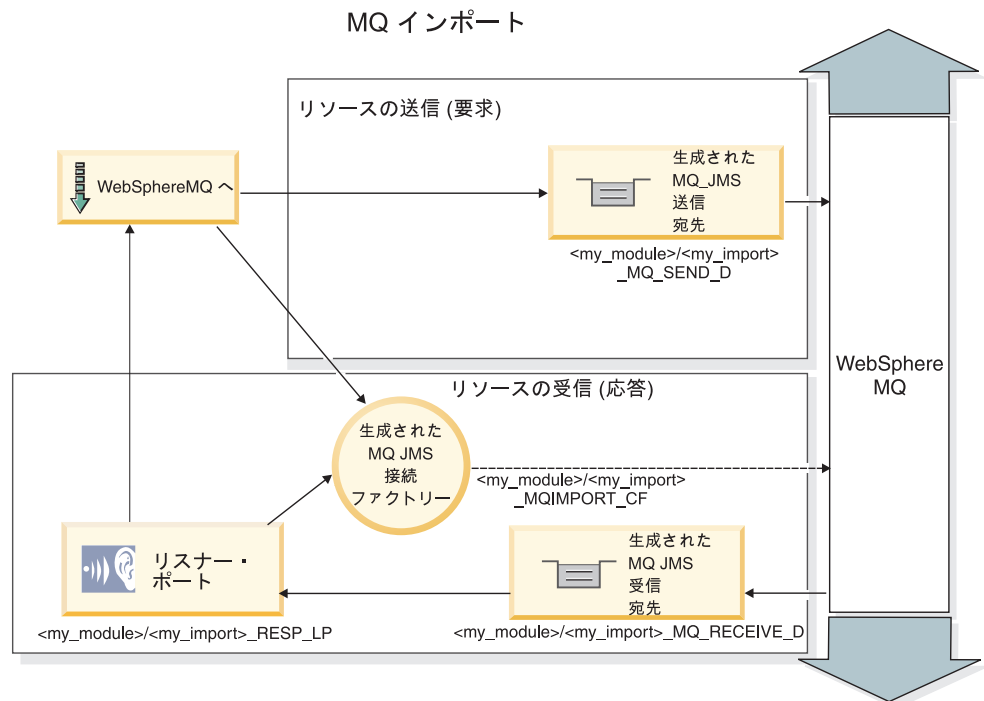 MQ インポート
リソースの送信 (要求)
WebSphereMQ へ
生成された
MQ_JMS
送信
宛先
<my_module>/<my_import>
_MQ_SEND_D
WebSphere
MQ
リソースの受信 (応答)
生成された
MQ JMS
接続
ファクトリー
<my_module>/<my_import>
_MQIMPORT_CF
リスナー・
ポート
<my_module>/<my_import>_RESP_LP
生成された
MQ JMS
受信
宛先
<my_module>/<my_import>_MQ_RECEIVE_D